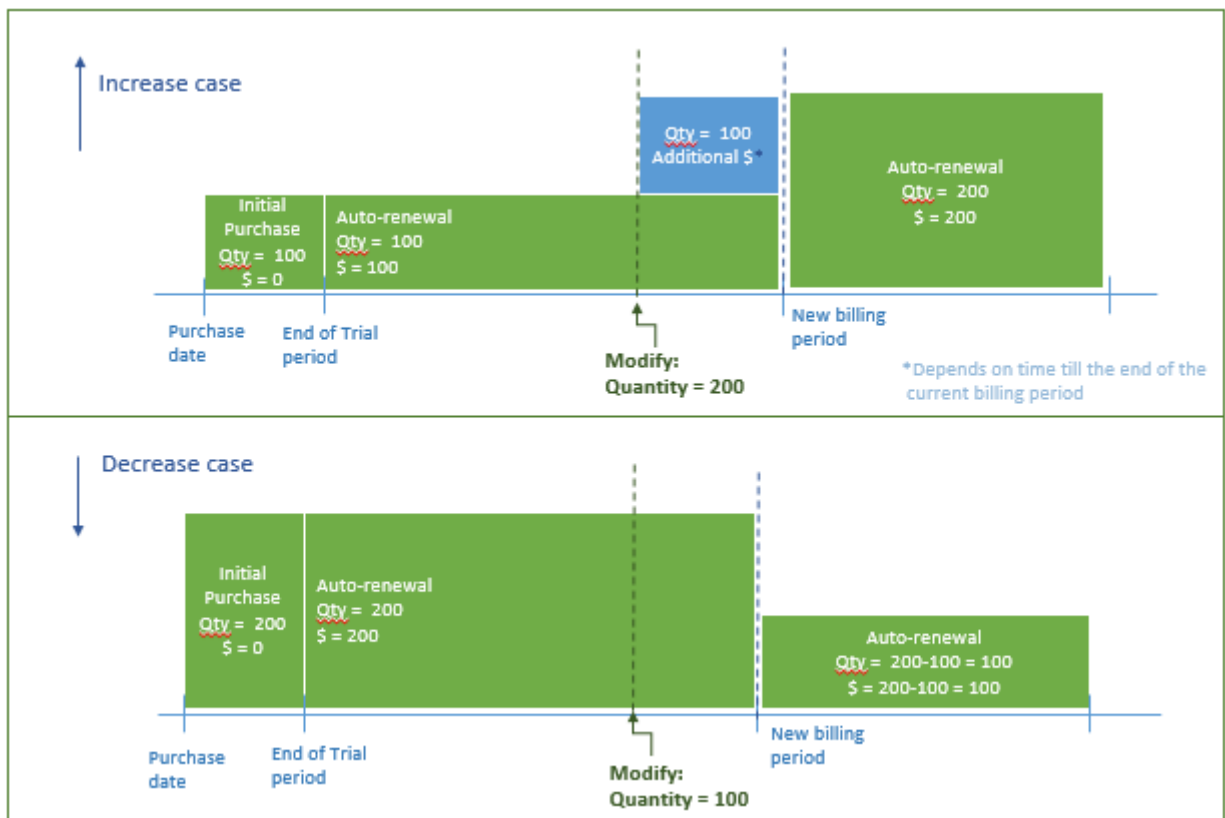 Increase case
Qty = 100
Additional $*
Auto-renewal
Qty = 200
$ = 200
Initial
Purchase
Qty = 100
$ = 0
Auto-renewal
Qty = 100
$ = 100
Purchase
date
End of Trial
period
Modify:
Quantity = 200
New billing
period
*Depends on time till the end of the
current billing period
Decrease case
Initial
Purchase
Qty = 200
$ = 0
Auto-renewal
Qty = 200
$ = 200
Auto-renewal
Qty = 200-100 = 100
$ = 200-100 = 100
Purchase
date
End of Trial
period
Modify:
Quantity = 100
New billing
period